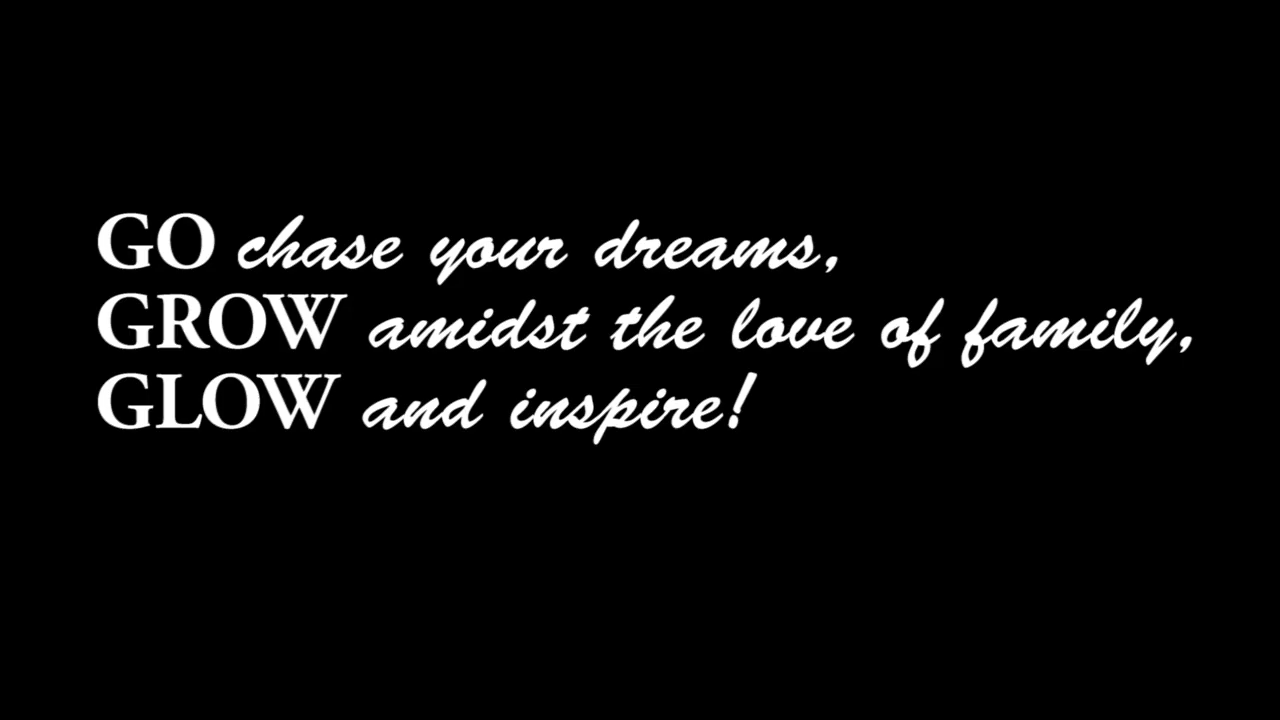 GO chase your dreams,
GROW amidst the love of family,
GLOW and inspire!